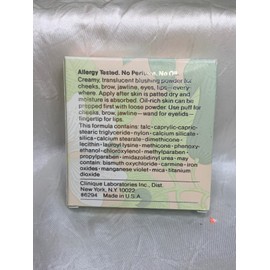 Allergy Tested. No Perfume. No Oil
Creamy, translucent blushing powder for
cheeks, brow, jawline, eyes, lips—every-
where. Apply after skin is patted dry and
moisture is absorbed. Oil-rich skin can be
prepped first with loose powder. Use puff for
cheeks, brow, jawline—wand for eyelids—
fingertip for lips.
This formula contains: talc•caprylic-capric-
stearic triglyceride•nylon•calcium silicate•
silica•calcium stearate•dimethicone•
lecithin•lauroyl lysine•methicone•phenoxy-
ethanol•chloroxylenol•methylparaben•
propylparaben•imidazolidinyl urea•may
contain: bismuth oxychloride•carmine•iron
oxides•manganese violet•mica•titanium
dioxide
Clinique Laboratories Inc., Dist.
New York, N.Y. 10022
#6294 Made in U.S.A.